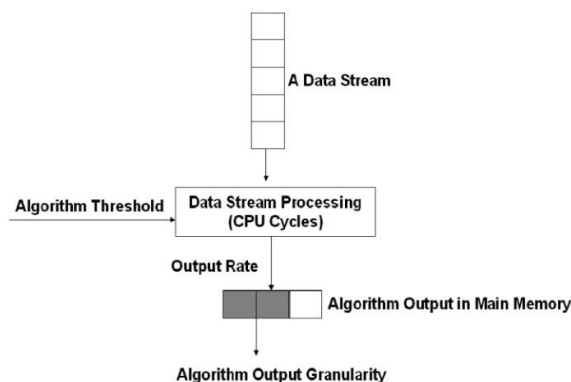 A Data Stream
Algorithm Threshold
Data Stream Processing
(CPU Cycles)
Output Rate
Algorithm Output in Main Memory
Algorithm Output Granularity